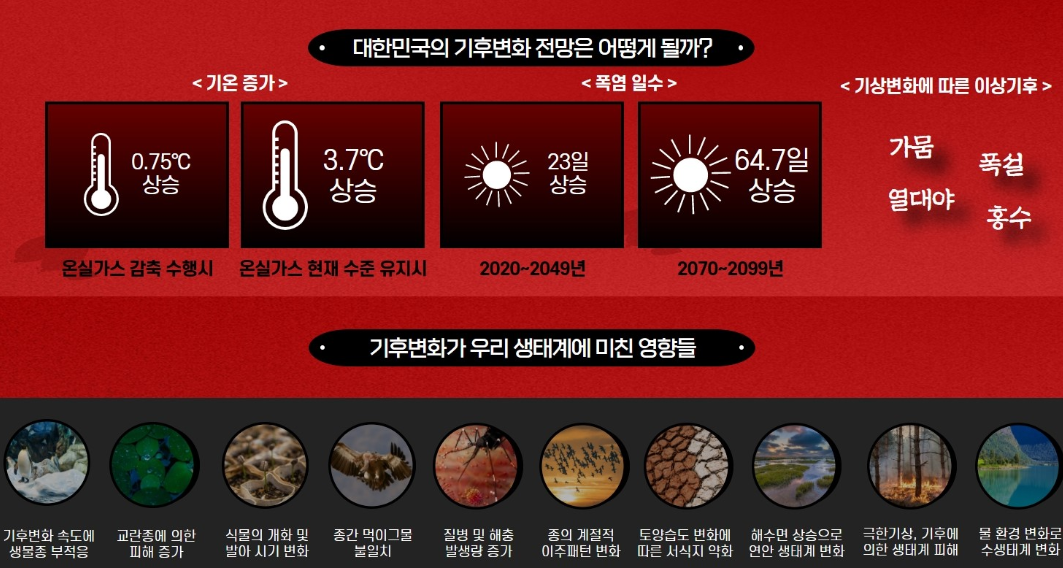 대한민국의 기후변화 전망은 어떻게 될까?
< 기온 증가 >
< 폭염 일수 >
< 기상변화에 따른 이상기후 >
0.75℃
상승
3.7℃
상승
23일
상승
64.7일
상승
가뭄
폭설
열대야
홍수
온실가스 감축 수행시
온실가스 현재 수준 유지시
2020~2049년
2070~2099년
기후변화가 우리 생태계에 미친 영향들
기후변화 속도에
생물종 부적응
교란종에 의한
피해 증가
식물의 개화 및
발아 시기 변화
종간 먹이그물
불일치
질병 및 해충
발생량 증가
종의 계절적
이주패턴 변화
토양습도 변화에
따른 서식지 악화
해수면 상승으로
연안 생태계 변화
극한기상, 기후에
의한 생태계 피해
물 환경 변화로
수생태계 변화